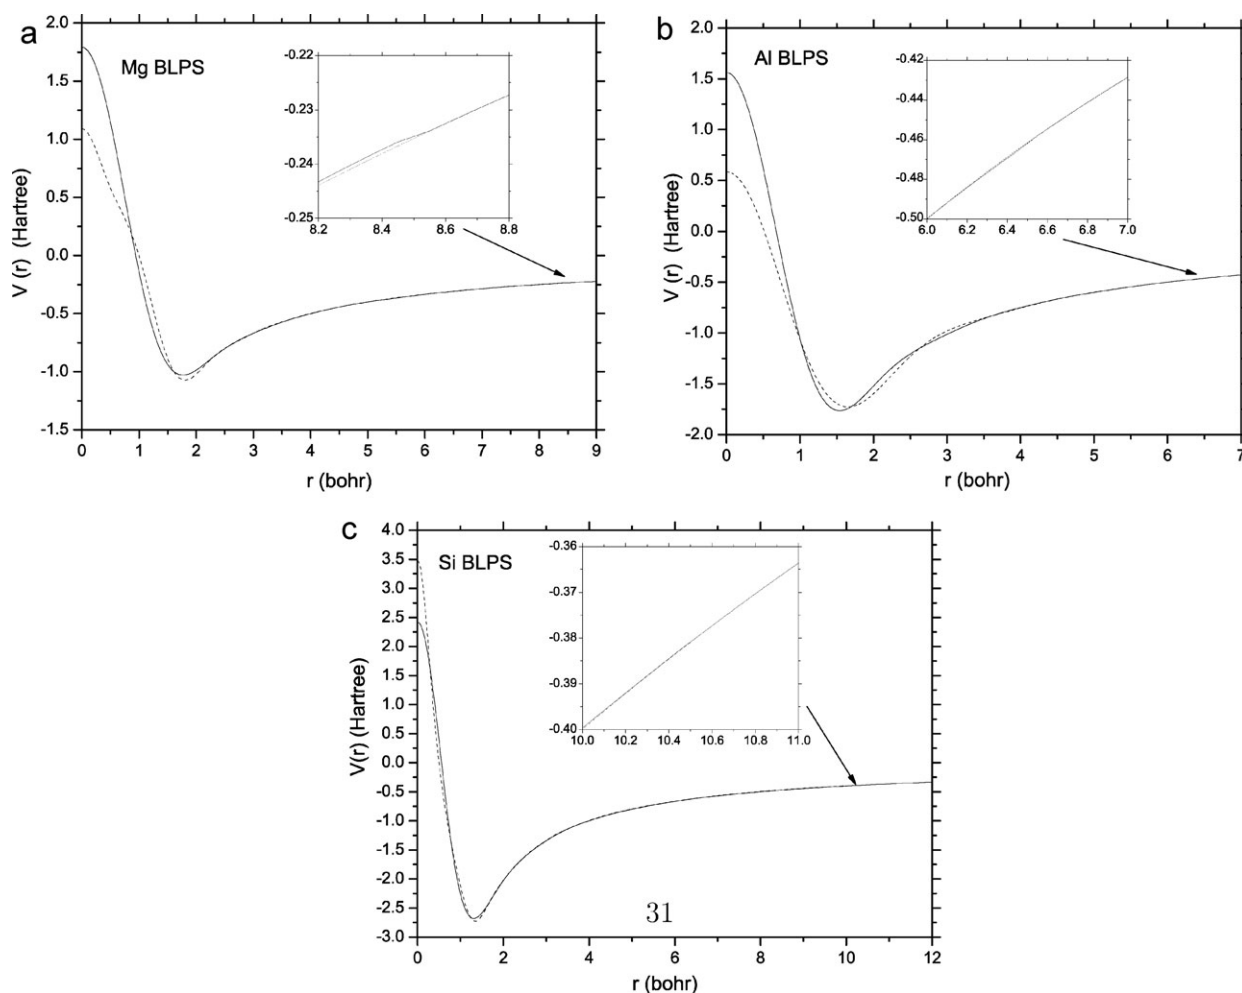 a
Mg BLPS
2.0
1.5
1.0
0.5
0.0
-0.5
-1.0
-1.5
V (r) (Hartree)
0 1 2 3 4 5 6 7 8 9
r (bohr)
-0.22
-0.23
-0.24
-0.25
8.2 8.4 8.6 8.8
b
Al BLPS
2.0
1.5
1.0
0.5
0.0
-0.5
-1.0
-1.5
-2.0
V (r) (Hartree)
0 1 2 3 4 5 6 7
r (bohr)
-0.42
-0.44
-0.46
-0.48
-0.50
6.0 6.2 6.4 6.6 6.8 7.0
c
Si BLPS
4.0
3.5
3.0
2.5
2.0
1.5
1.0
0.5
0.0
-0.5
-1.0
-1.5
-2.0
-2.5
-3.0
V(r) (Hartree)
0 2 4 6 8 10 12
r (bohr)
-0.36
-0.37
-0.38
-0.39
-0.40
10.0 10.2 10.4 10.6 10.8 11.0
31